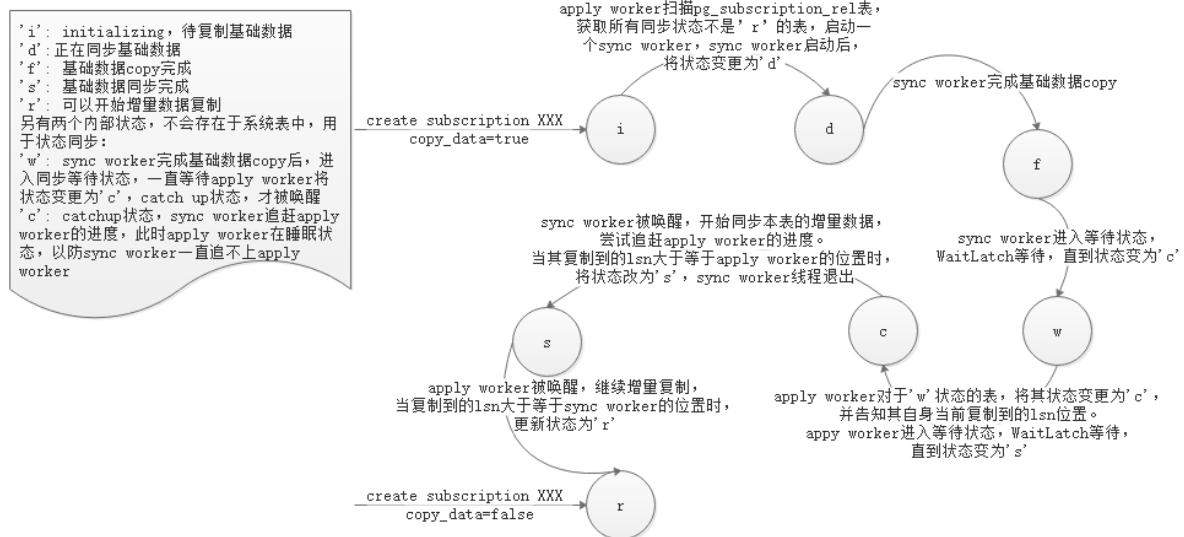 'i': initializing，待复制基础数据
'd':正在同步基础数据
'f': 基础数据copy完成
's': 基础数据同步完成
'r': 可以开始增量数据复制
另有两个内部状态，不会存在于系统表中，用
于状态同步：
'w': sync worker完成基础数据copy后，进
入同步等待状态，一直等待apply worker将
状态变更为'c'，catch up状态，才被唤醒
'c': catchup状态，sync worker追赶apply
worker的进度，此时apply worker在睡眠状
态，以防sync worker一直追不上apply
worker
apply worker扫描pg_subscription_rel表，
获取所有同步状态不是'r'的表，启动一
个sync worker，sync worker启动后，
将状态变更为'd'
create subscription XXX
copy_data=true
i
d
sync worker完成基础数据copy
f
sync worker进入等待状态，
WaitLatch等待，直到状态变为'c'
sync worker被唤醒，开始同步本表的增量数据，
尝试追赶apply worker的进度。
当其复制到的lsn大于等于apply worker的位置时，
将状态改为's'，sync worker线程退出
s
c
w
apply worker对于'w'状态的表，将其状态变更为'c'，
并告知其自身当前复制到的lsn位置。
appy worker进入等待状态，WaitLatch等待，
直到状态变为's'
apply worker被唤醒，继续增量复制，
当复制到的lsn大于等于sync worker的位置时，
更新状态为'r'
create subscription XXX
copy_data=false
r